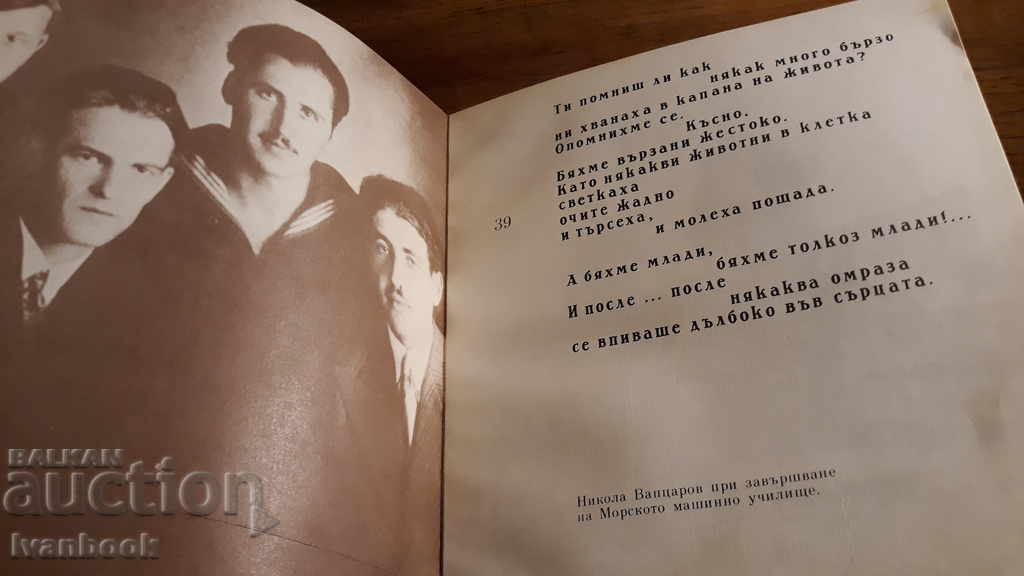 Ти помниш ли как
някак много бързо
ни хванаха в капана на живота?
Опомнихме се.
Късно.
Бяхме вързани жестоко.
Като някакви животни в клетка
светкаха
очите жадно
и търсеха,
и молеха пощада.
А бяхме млади,
бяхме толкоз млади!...
И после ... после
някаква омраза
се впиваше дълбоко във сърцата.
39
Никола Вапцаров при завършване
на Морското машинно училище.
BALKAN
auction
Ivanbook